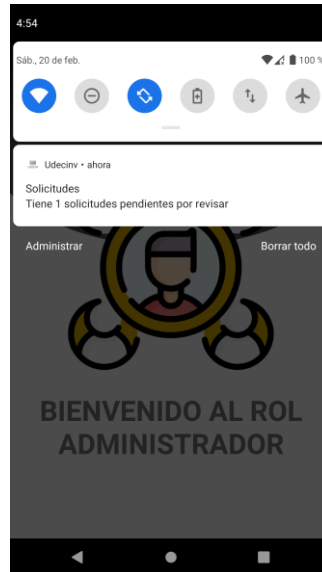 4:54
Sáb., 20 de feb.
100 %
Udecinv • ahora
Solicitudes
Tiene 1 solicitudes pendientes por revisar
Administrar
Borrar todo
BIENVENIDO AL ROL
ADMINISTRADOR